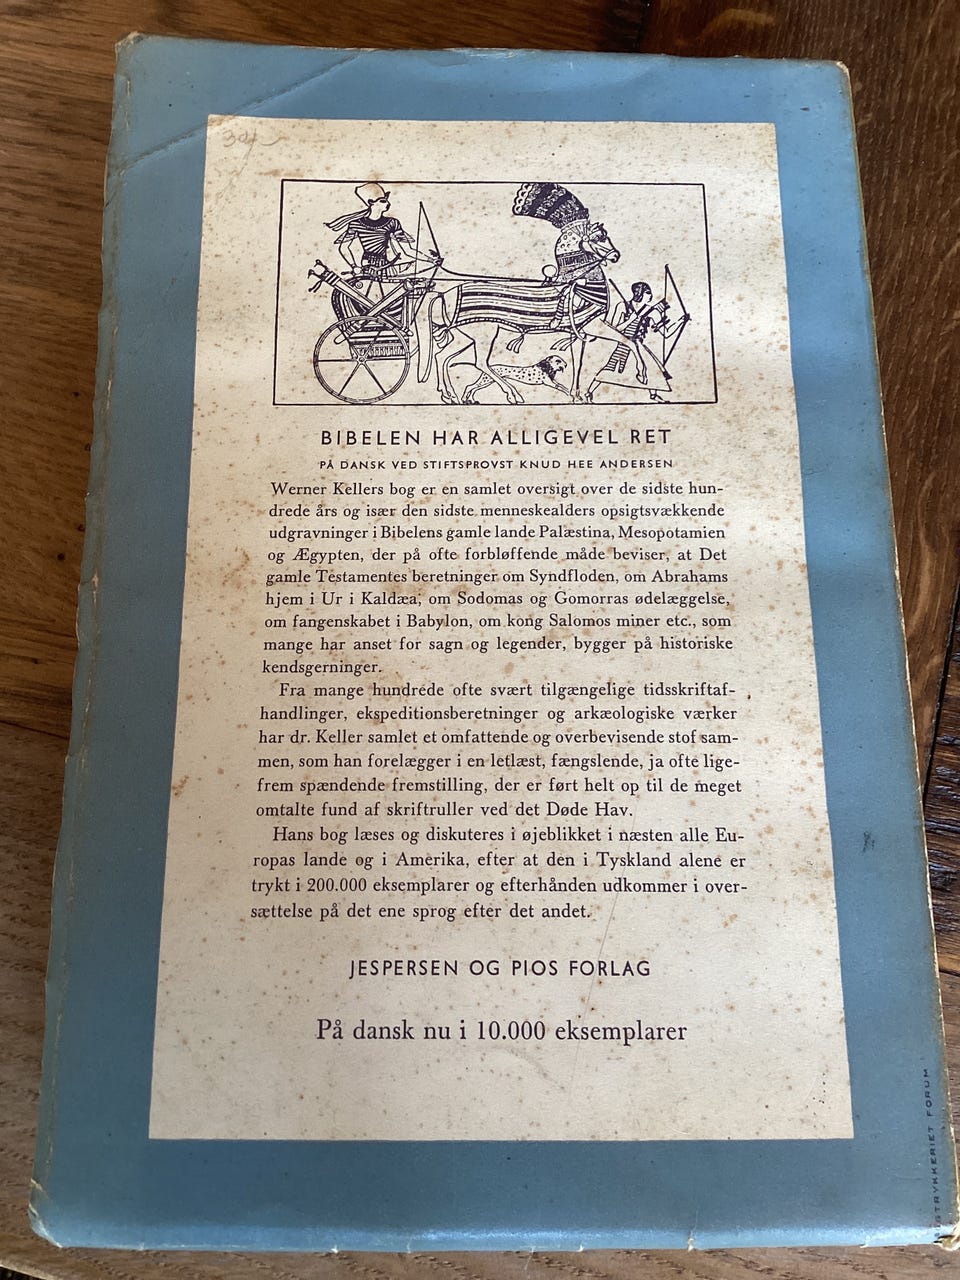 BIBELEN HAR ALLIGEVEL RET
PÅ DANSK VED STIFTSPROVST KNUD HEE ANDERSEN
Werner Kellers bog er en samlet oversigt over de sidste hun-
drede års og især den sidste menneskealders opsigtsvækkende
udgravninger i Bibelens gamle lande Palæstina, Mesopotamien
og Ægypten, der på ofte forbløffende måde beviser, at Det
gamle Testamentes beretninger om Syndfloden, om Abrahams
hjem i Ur i Kaldæa, om Sodomas og Gomorras ødelæggelse,
om fangenskabet i Babylon, om kong Salomos miner etc., som
mange har anset for sagn og legender, bygger på historiske
kendsgerninger.
Fra mange hundrede ofte svært tilgængelige tidsskriftaf-
handlinger, ekspeditionsberetninger og arkæologiske værker
har dr. Keller samlet et omfattende og overbevisende stof sam-
men, som han forelægger i en letlæst, fængslende, ja ofte lige-
frem spændende fremstilling, der er ført helt op til de meget
omtalte fund af skriftruller ved det Døde Hav.
Hans bog læses og diskuteres i øjeblikket i næsten alle Eu-
ropas lande og i Amerika, efter at den i Tyskland alene er
trykt i 200.000 eksemplarer og efterhånden udkommer i over-
sættelse på det ene sprog efter det andet.
JESPERSEN OG PIOS FORLAG
På dansk nu i 10.000 eksemplarer
FORUM